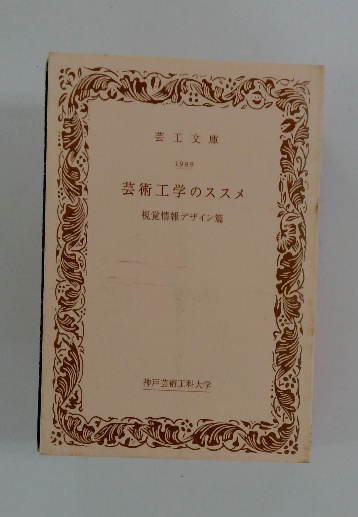 芸工文庫
1989
芸術工学のススメ
視覚情報デザイン篇
神戸芸術工科大学